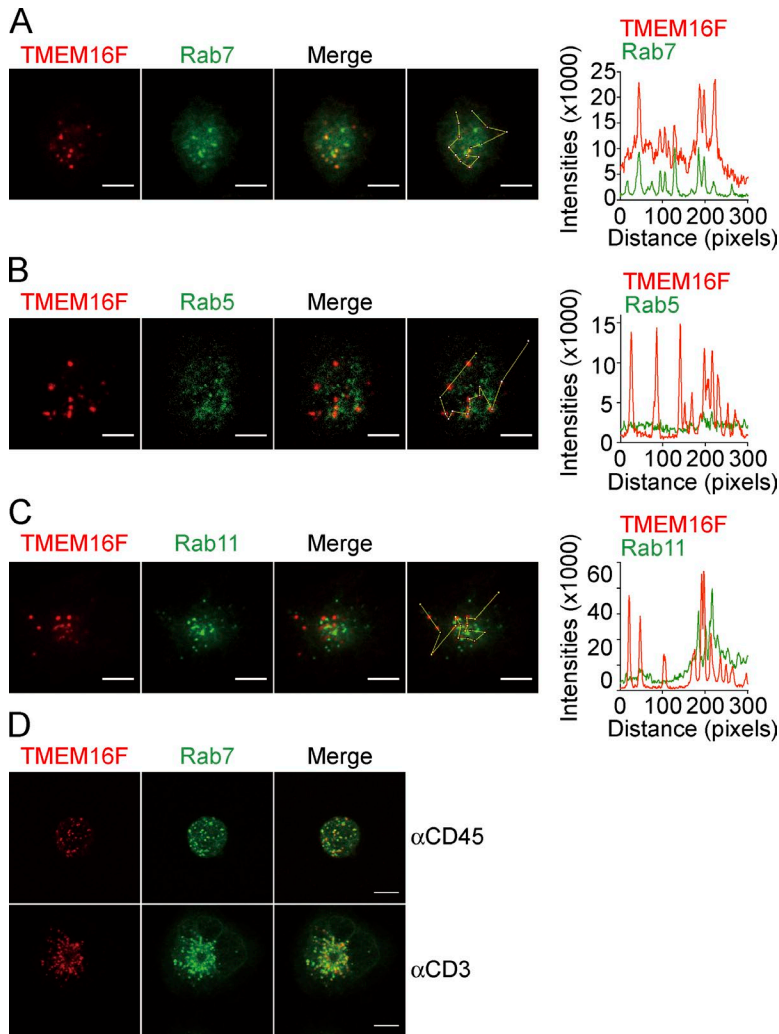 A
TMEM16F Rab7 Merge
TMEM16F
Rab7
Intensities (x1000)
25
20
15
10
5
0
0 100 200 300
Distance (pixels)
B
TMEM16F Rab5 Merge
TMEM16F
Rab5
Intensities (x1000)
15
10
5
0
0 100 200 300
Distance (pixels)
C
TMEM16F Rab11 Merge
TMEM16F
Rab11
Intensities (x1000)
60
40
20
0
0 100 200 300
Distance (pixels)
D
TMEM16F Rab7 Merge
αCD45
αCD3